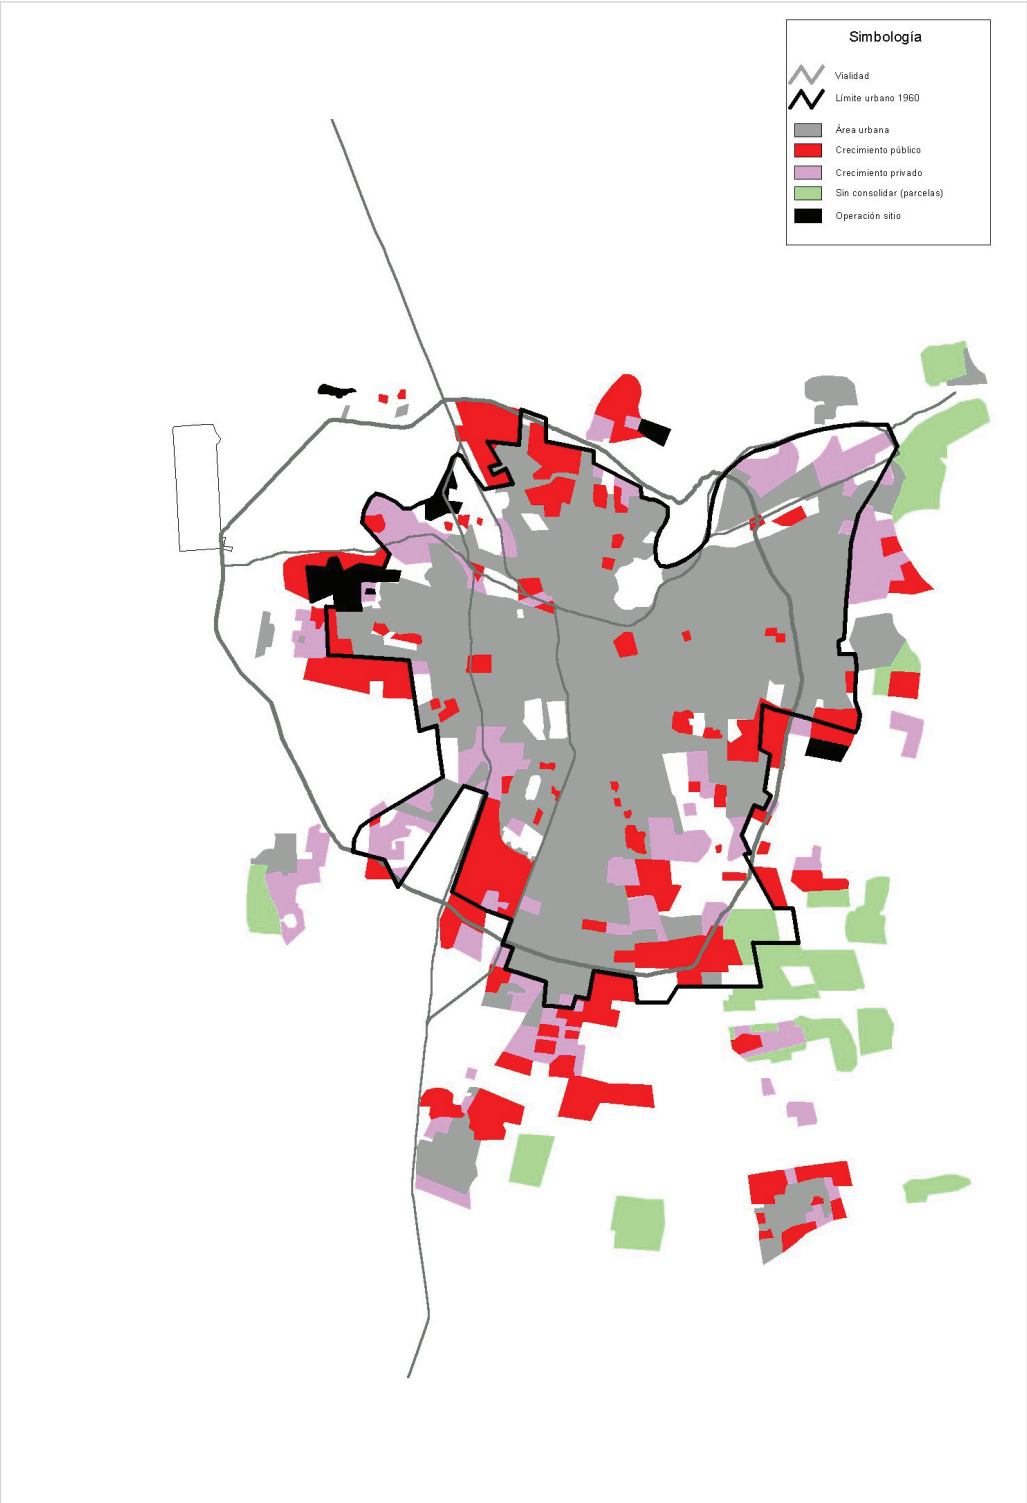 Simbología
Vialidad
Límite urbano 1960
Área urbana
Crecimiento público
Crecimiento privado
Sin consolidar (parcelas)
Operación sitio